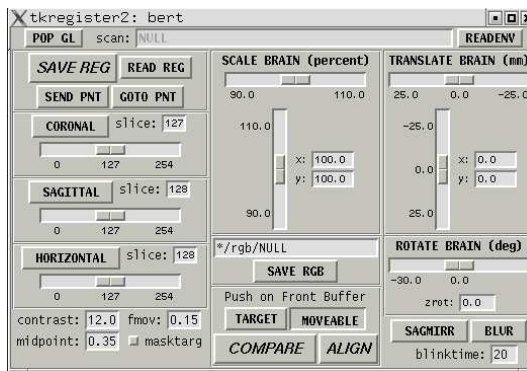 tkregister2: bert
POP GL scan: NULL READENV
SAVE REG READ REG
SEND PNT GOTO PNT
CORONAL slice: 127
0 127 254
SAGITTAL slice: 128
0 127 254
HORIZONTAL slice: 128
0 127 254
contrast: 12.0 fmov: 0.15
midpoint: 0.35 masktarg
SCALE BRAIN (percent)
90.0 110.0
110.0
x: 100.0
y: 100.0
90.0
*/rgb/NULL
SAVE RGB
Push on Front Buffer
TARGET MOVEABLE
COMPARE ALIGN
TRANSLATE BRAIN (mm)
25.0 0.0 -25.0
-25.0
0.0
x: 0.0
y: 0.0
25.0
ROTATE BRAIN (deg)
-30.0 0.0
zrot: 0.0
SAGMIRR BLUR
blinktime: 20